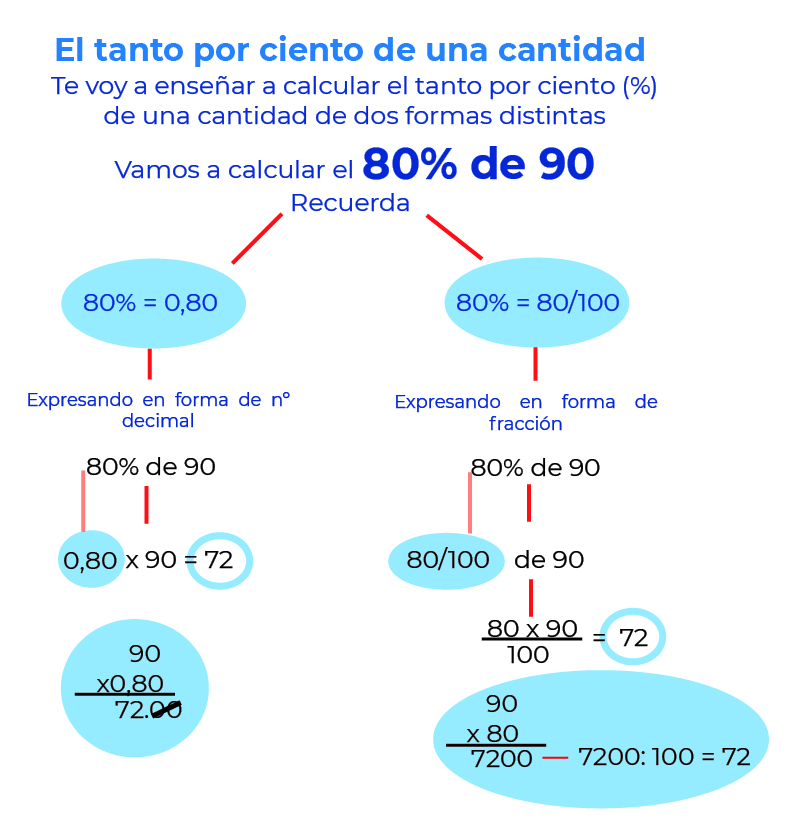 El tanto por ciento de una cantidad
Te voy a enseñar a calcular el tanto por ciento (%)
de una cantidad de dos formas distintas
Vamos a calcular el 80% de 90
Recuerda
80% = 0,80
Expresando en forma de nº
decimal
80% de 90
0,80 x 90 = 72
90
x0,80
72.00
80% = 80/100
Expresando en forma de
fracción
80% de 90
80/100 de 90
80 x 90 = 72
100
90
x 80
7200 — 7200: 100 = 72